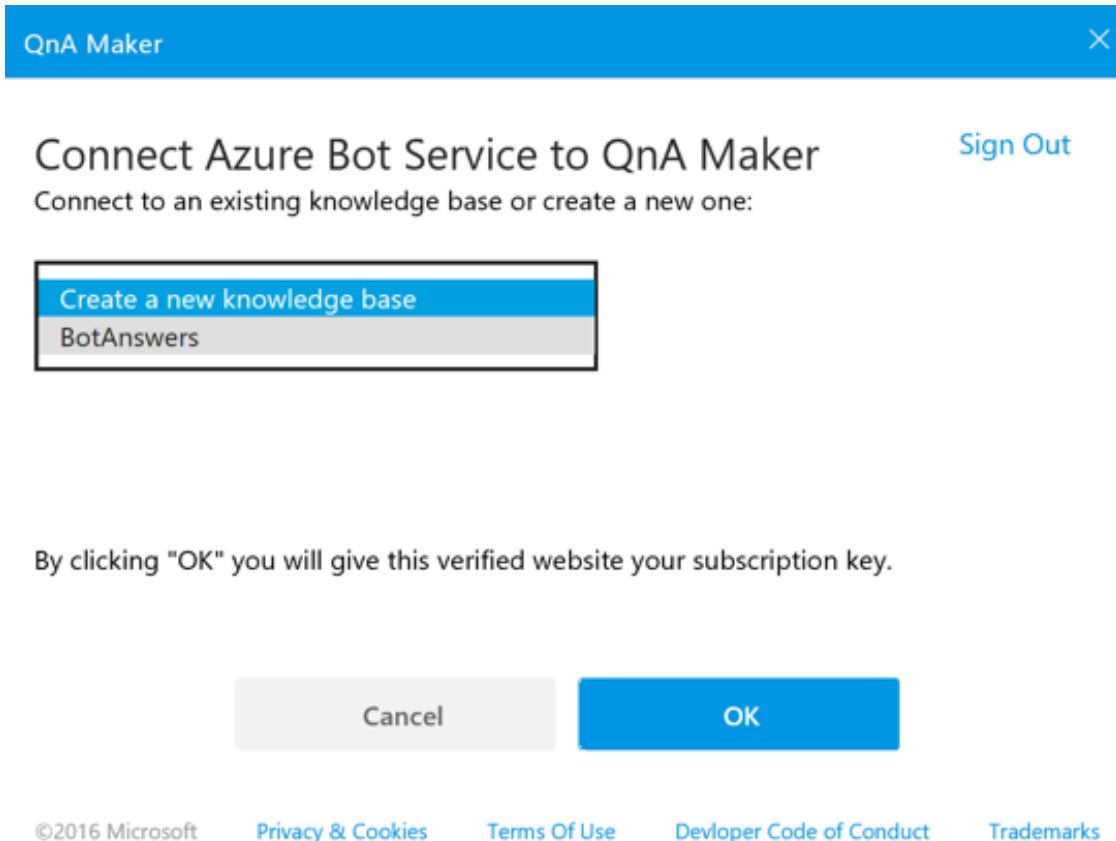 QnA Maker
Connect Azure Bot Service to QnA Maker
Sign Out
Connect to an existing knowledge base or create a new one:
Create a new knowledge base
BotAnswers
By clicking "OK" you will give this verified website your subscription key.
Cancel
OK
©2016 Microsoft
Privacy & Cookies
Terms Of Use
Devloper Code of Conduct
Trademarks